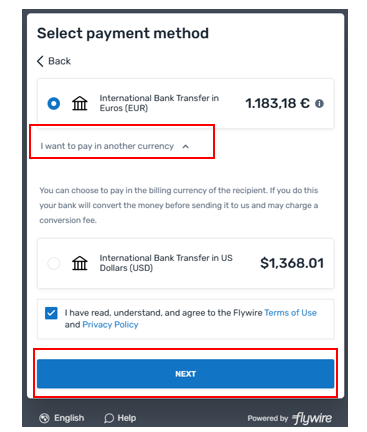 Select payment method
Back
International Bank Transfer in
Euros (EUR)
1.183,18 €
I want to pay in another currency
You can choose to pay in the billing currency of the recipient. If you do this
your bank will convert the money before sending it to us and may charge a
conversion fee.
International Bank Transfer in US
Dollars (USD)
$1,368.01
I have read, understand, and agree to the Flywire Terms of Use
and Privacy Policy
NEXT
English
Help
Powered by flywire